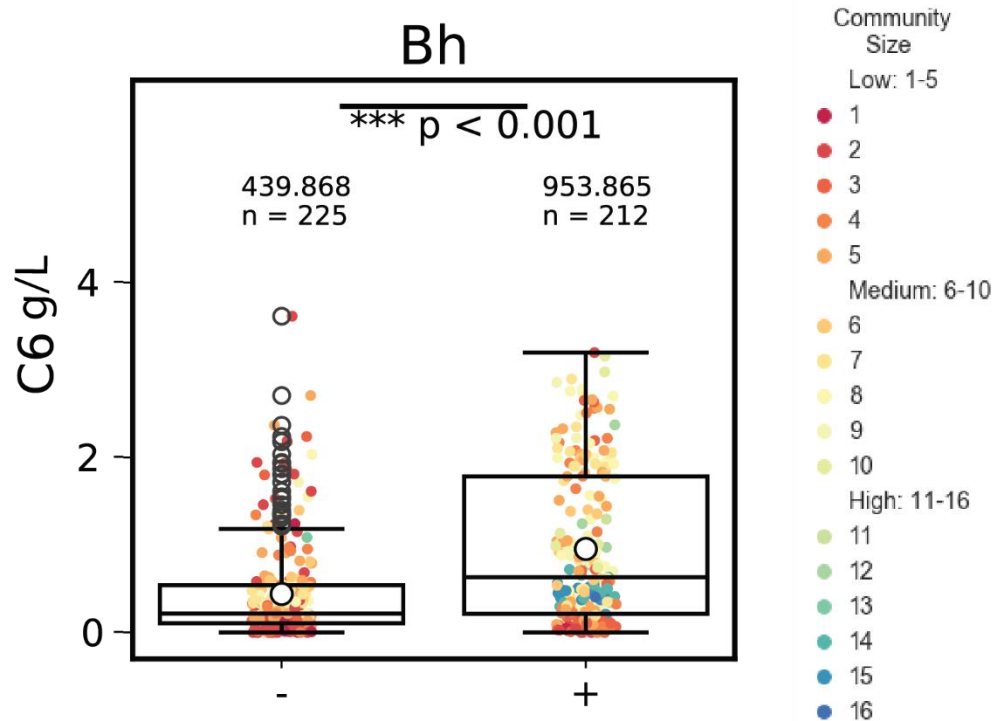 Bh
*** p < 0.001
439.868
n = 225
953.865
n = 212
C6 g/L
4
2
0
-
+
Community
Size
Low: 1-5
1
2
3
4
5
Medium: 6-10
6
7
8
9
10
High: 11-16
11
12
13
14
15
16